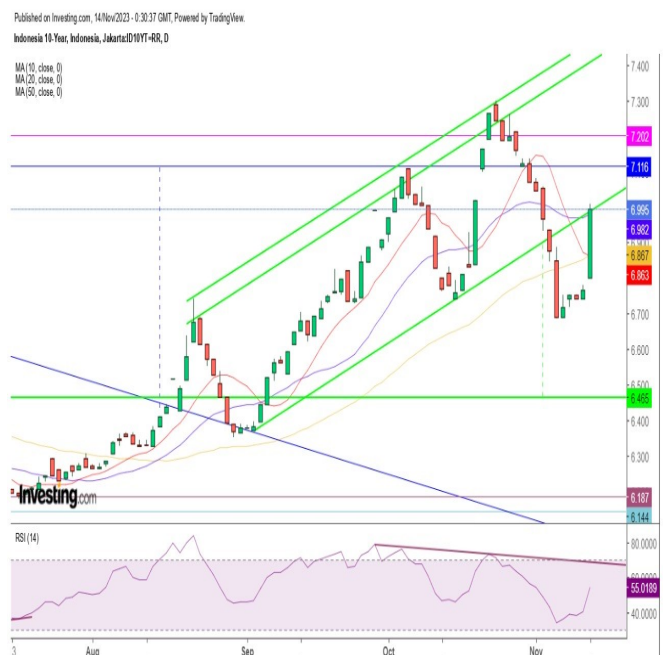 Published on Investing.com, 14/Nov/2023 - 0:30:37 GMT, Powered by TradingView.
Indonesia 10-Year, Indonesia, Jakarta:ID10YT=RR, D
MA (10, close, 0)
MA (20, close, 0)
MA (50, close, 0)
7.400
7.300
7.202
7.116
6.995
6.982
6.900
6.867
6.863
6.700
6.600
6.500
6.465
6.400
6.300
6.187
6.144
Investing.com
RSI (14)
80.0000
55.0189
40.0000
3 Aug Sep Oct Nov